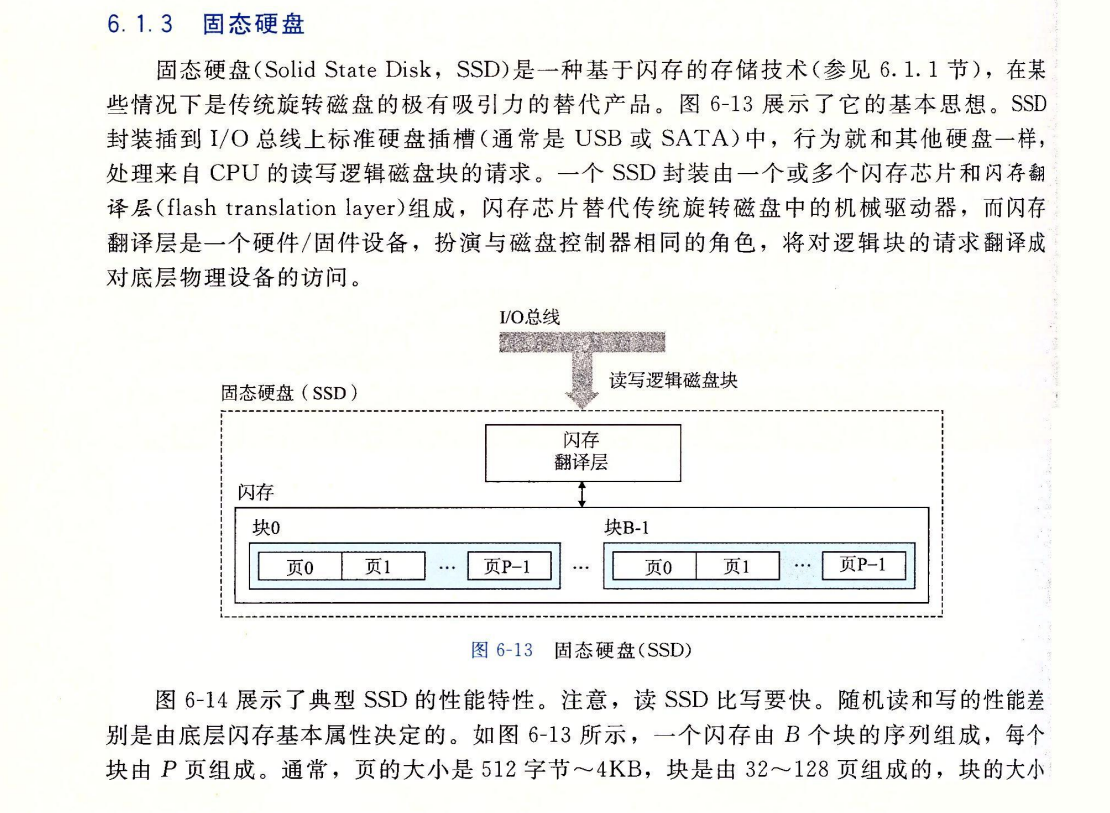 6.1.3 固态硬盘
固态硬盘(Solid State Disk，SSD)是一种基于闪存的存储技术(参见 6.1.1 节)，在某
些情况下是传统旋转磁盘的极有吸引力的替代产品。图 6-13 展示了它的基本思想。SSD
封装插到 I/O 总线上标准硬盘插槽(通常是 USB 或 SATA)中，行为就和其他硬盘一样，
处理来自 CPU 的读写逻辑磁盘块的请求。一个 SSD 封装由一个或多个闪存芯片和闪存翻
译层(flash translation layer)组成，闪存芯片替代传统旋转磁盘中的机械驱动器，而闪存
翻译层是一个硬件/固件设备，扮演与磁盘控制器相同的角色，将对逻辑块的请求翻译成
对底层物理设备的访问。
I/O总线
读写逻辑磁盘块
固态硬盘（SSD）
闪存
翻译层
闪存
块0
块B-1
页0 页1 … 页P-1 … 页0 页1 … 页P-1
图 6-13 固态硬盘(SSD)
图 6-14 展示了典型 SSD 的性能特性。注意，读 SSD 比写要快。随机读和写的性能差
别是由底层闪存基本属性决定的。如图 6-13 所示，一个闪存由 B 个块的序列组成，每个
块由 P 页组成。通常，页的大小是 512 字节～4KB，块是由 32～128 页组成的，块的大小